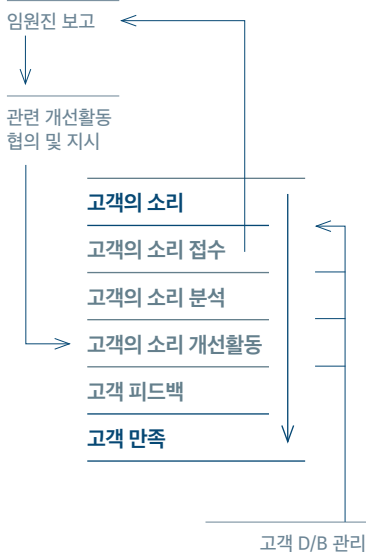 임원진 보고
관련 개선활동
협의 및 지시
고객의 소리
고객의 소리 접수
고객의 소리 분석
고객의 소리 개선활동
고객 피드백
고객 만족
고객 D/B 관리